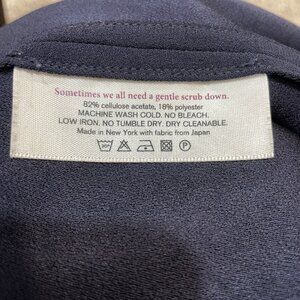 Sometimes we all need a gentle scrub down.
82% cellulose acetate, 18% polyester
MACHINE WASH COLD. NO BLEACH.
LOW IRON. NO TUMBLE DRY. DRY CLEANABLE.
Made in New York with fabric from Japan